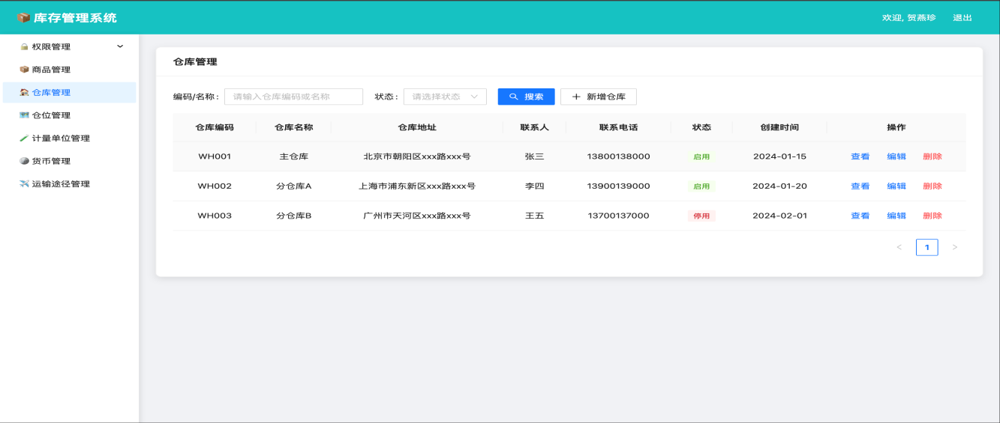 库存管理系统
欢迎, 贺燕珍 退出
权限管理
商品管理
仓库管理
仓位管理
计量单位管理
货币管理
运输途径管理
仓库管理
编码/名称: 请输入仓库编码或名称 状态: 请选择状态 搜索 + 新增仓库
仓库编码 仓库名称 仓库地址 联系人 联系电话 状态 创建时间 操作
WH001 主仓库 北京市朝阳区xxx路xxx号 张三 13800138000 启用 2024-01-15 查看 编辑 删除
WH002 分仓库A 上海市浦东新区xxx路xxx号 李四 13900139000 启用 2024-01-20 查看 编辑 删除
WH003 分仓库B 广州市天河区xxx路xxx号 王五 13700137000 停用 2024-02-01 查看 编辑 删除
< 1 >